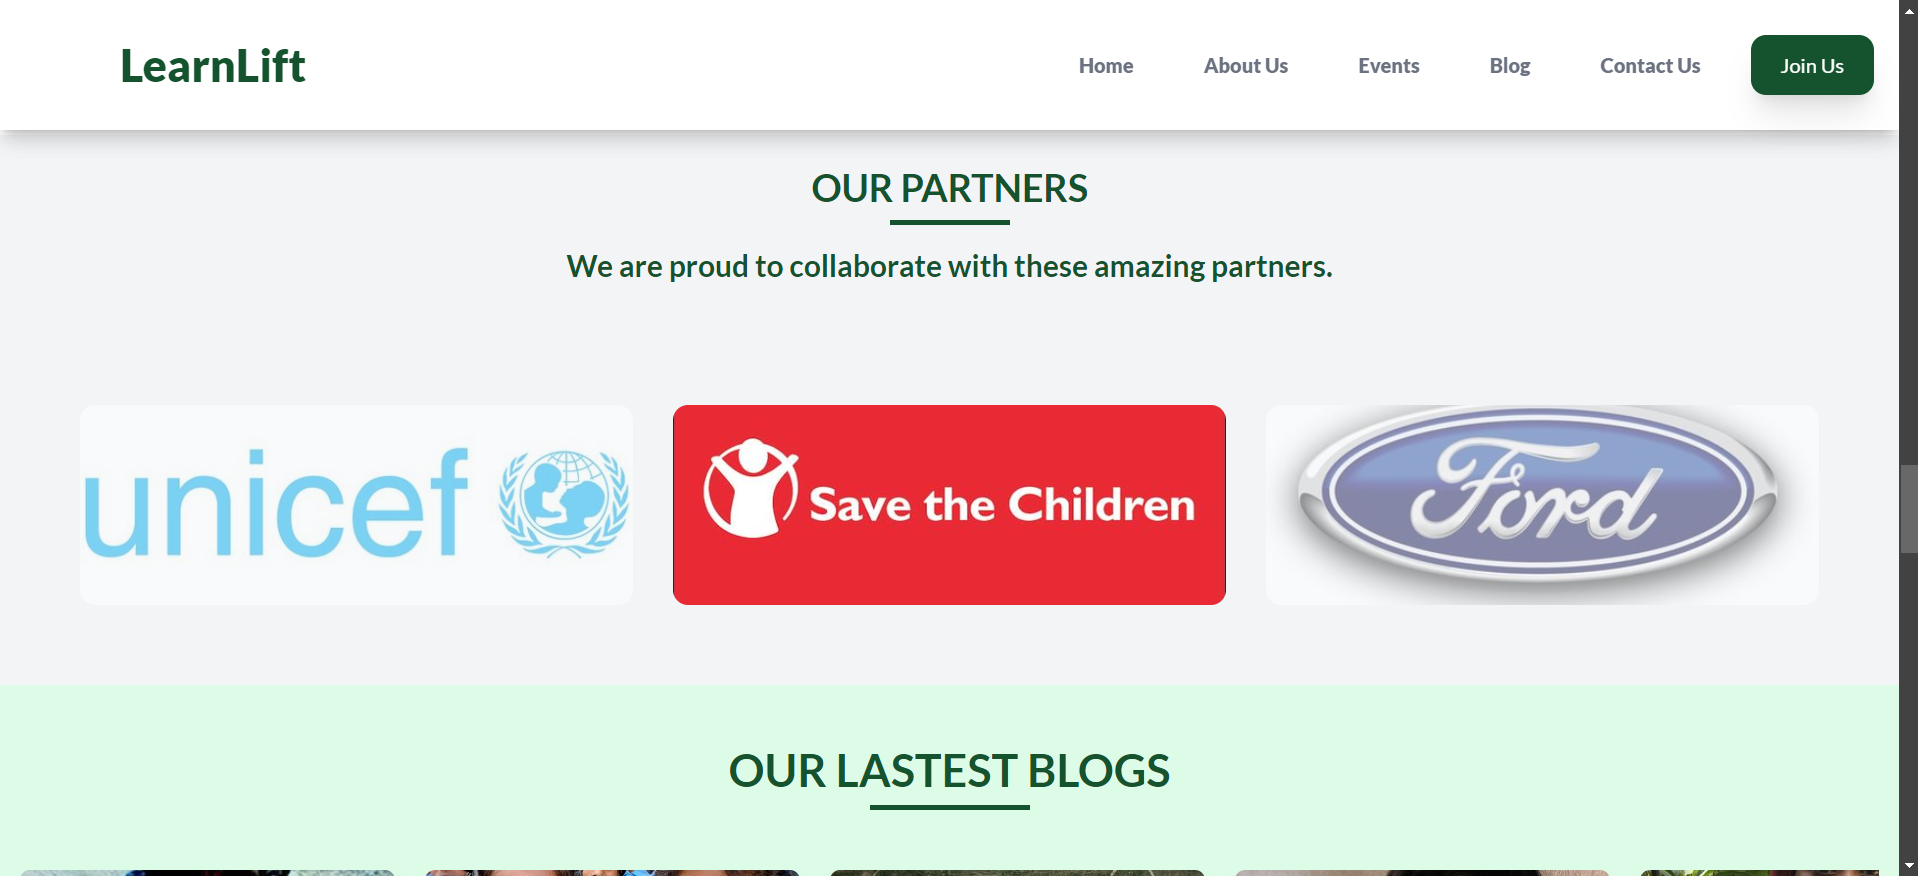 LearnLift
Home
About Us
Events
Blog
Contact Us
Join Us
OUR PARTNERS
We are proud to collaborate with these amazing partners.
unicef
Save the Children
Ford
OUR LASTEST BLOGS